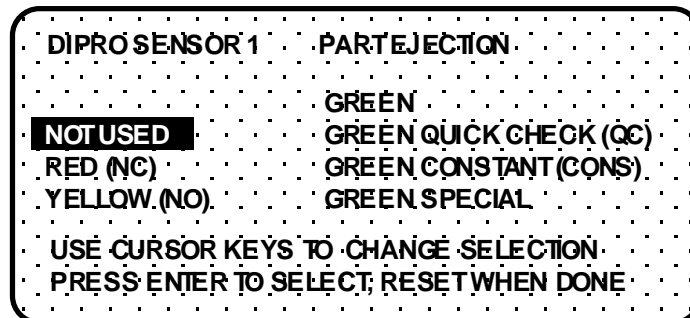 DIPRO SENSOR 1 PART EJECTION
GREEN
NOT USED GREEN QUICK CHECK (QC)
RED (NC) GREEN CONSTANT (CONS)
YELLOW (NO) GREEN SPECIAL
USE CURSOR KEYS TO CHANGE SELECTION
PRESS ENTER TO SELECT; RESET WHEN DONE